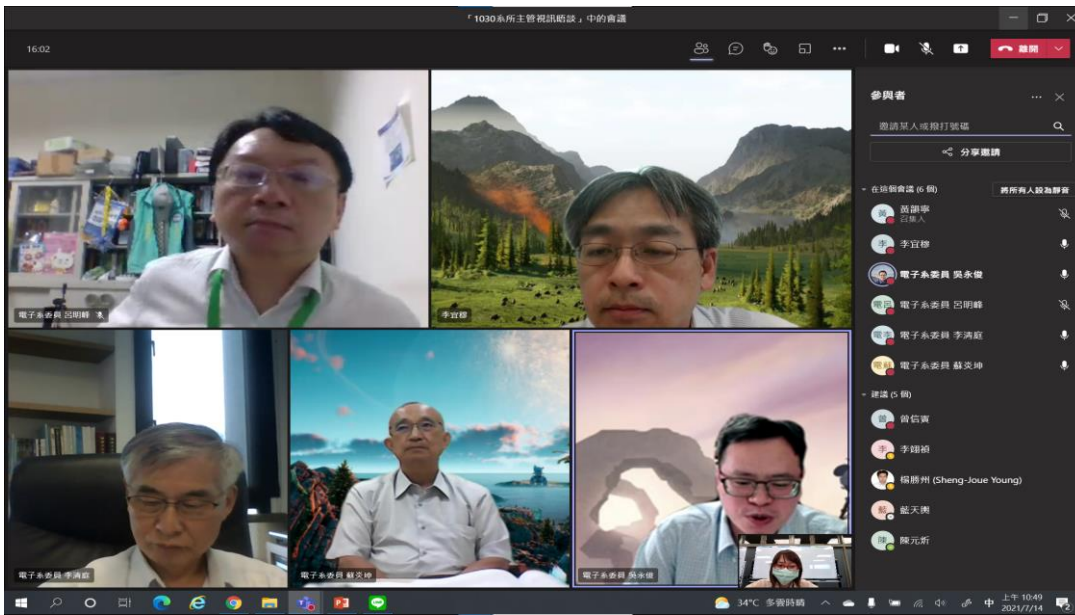 「1030系所主管視訊晤談」中的會議
16:02
離開
參與者
邀請某人或撥打號碼
分享邀請
在這個會議 (6 個)
將所有人設為靜音
黃韻寧
召集人
李宜穆
電子系委員 吳永俊
電子系委員 呂明峰
電子系委員 李清庭
電子系委員 蘇炎坤
建議 (5 個)
曾信賓
李翊禎
楊勝州 (Sheng-Joue Young)
藍天
陳元昕
電子系委員 呂明峰
李宜穆
電子系委員 李清庭
電子系委員 蘇炎坤
電子系委員 吳永俊
34°C 多雲時晴
中
上午 10:49
2021/7/14